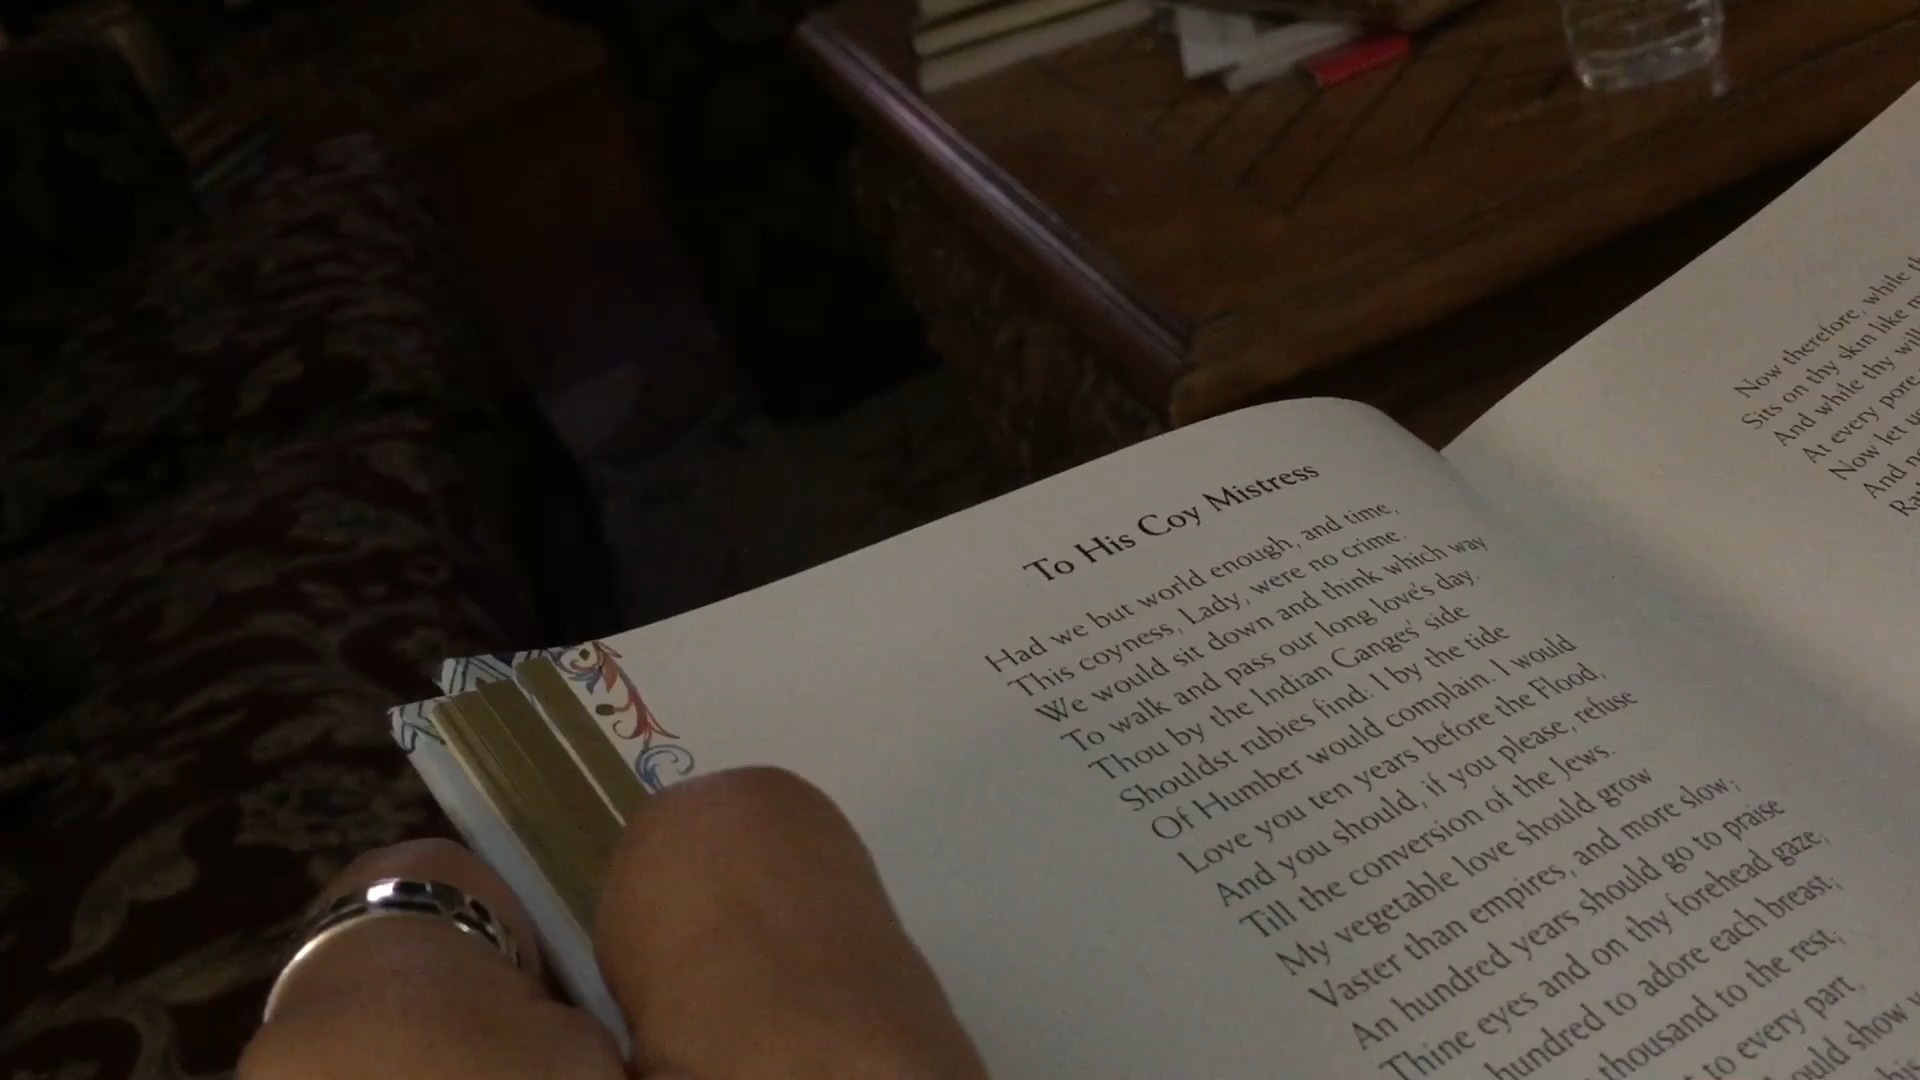 To His Coy Mistress
Had we but world enough, and time,
This coyness, Lady, were no crime.
We would sit down and think which way
To walk and pass our long love's day.
Thou by the Indian Ganges' side
Shouldst rubies find: I by the tide
Of Humber would complain. I would
Love you ten years before the Flood,
And you should, if you please, refuse
Till the conversion of the Jews.
My vegetable love should grow
Vaster than empires, and more slow;
An hundred years should go to praise
Thine eyes and on thy forehead gaze;
hundred to adore each breast;
thousand to the rest;
to every part,
show
Now therefore, while
Sits on thy skin like
And while thy will
At every pore
Now let
And